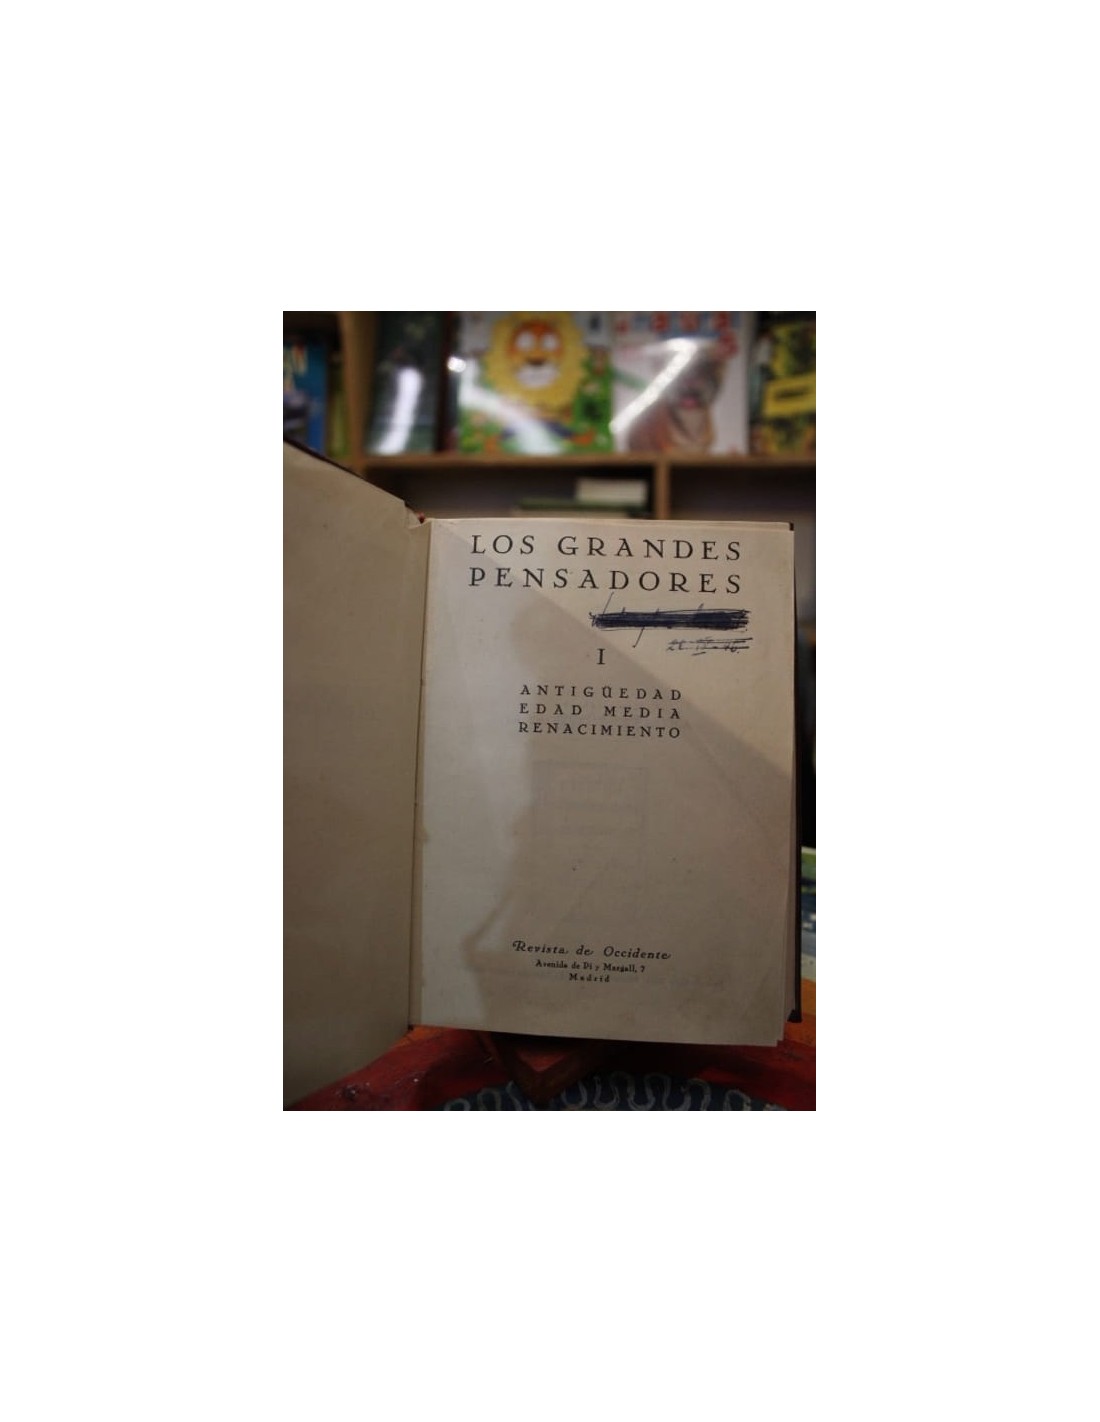 LOS GRANDES
PENSADORES
I
ANTIGÜEDAD
EDAD MEDIA
RENACIMIENTO
Revista de Occidente
Avenida de Pi y Margall, 7
Madrid